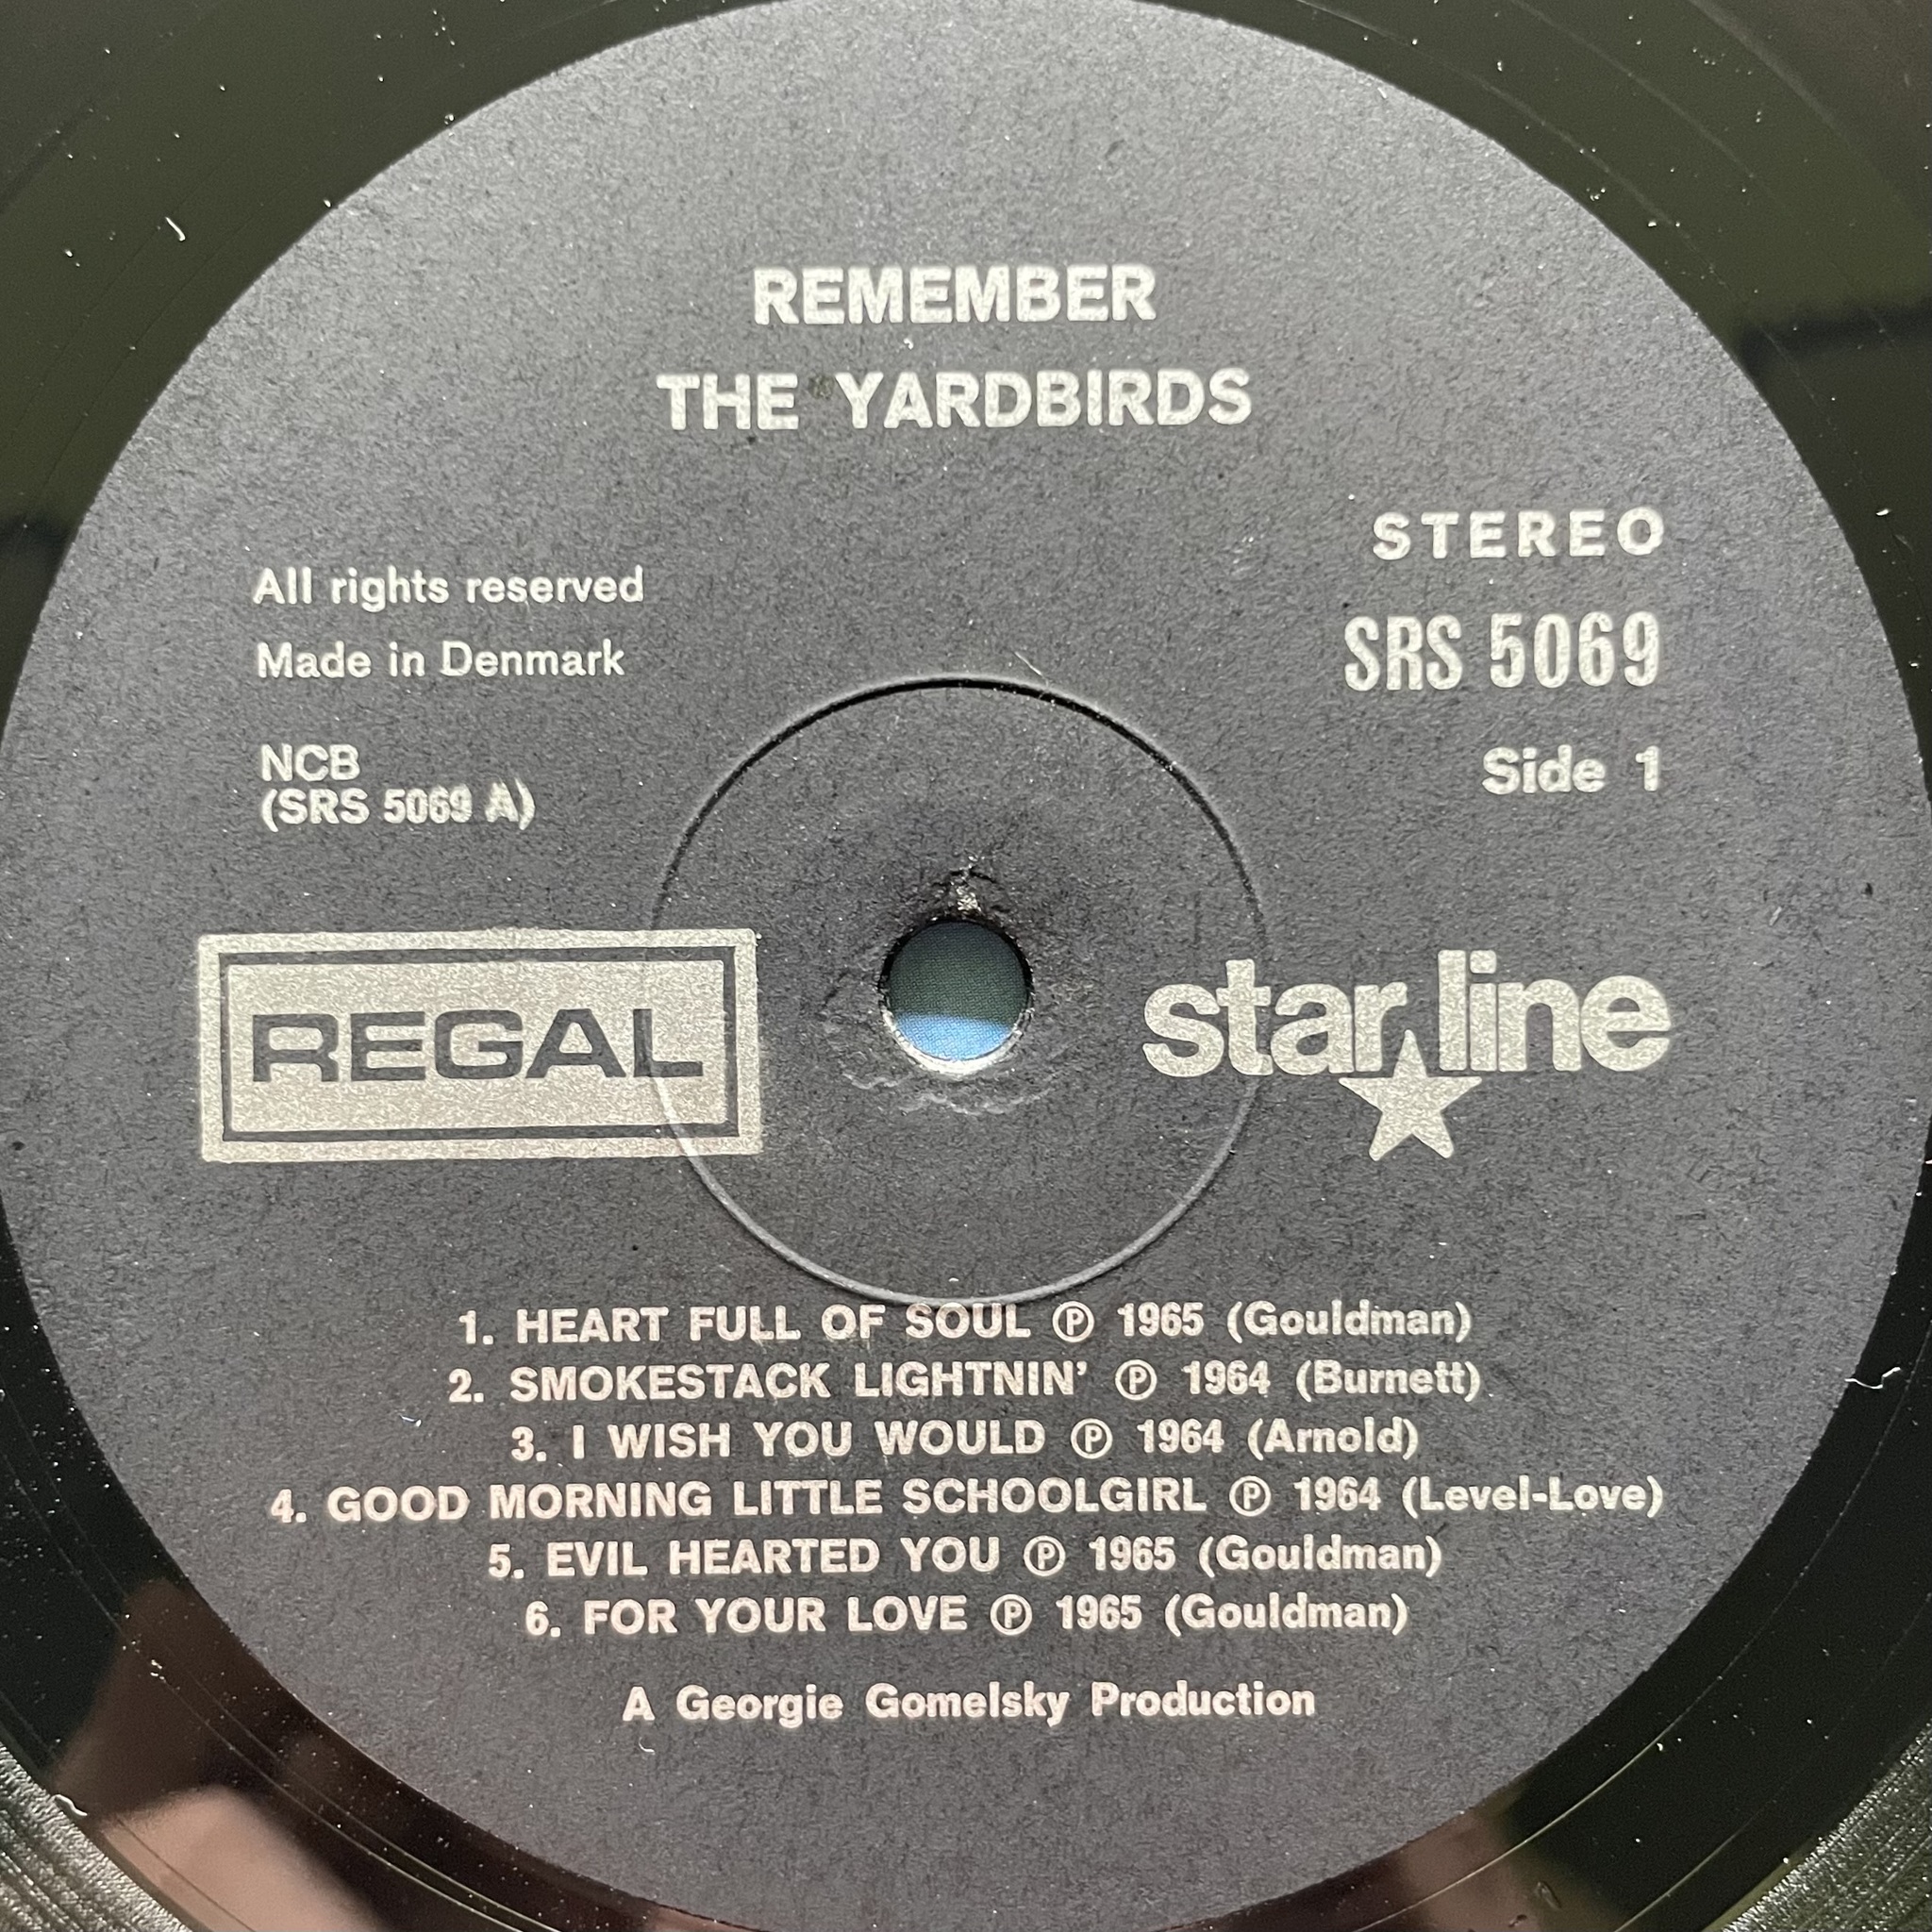 REMEMBER
THE YARDBIRDS
STEREO
All rights reserved
SRS 5069
Made in Denmark
NCB
Side 1
(SRS 5069 A)
REGAL
starline
1. HEART FULL OF SOUL ℗ 1965 (Gouldman)
2. SMOKESTACK LIGHTNIN' ℗ 1964 (Burnett)
3. I WISH YOU WOULD ℗ 1964 (Arnold)
4. GOOD MORNING LITTLE SCHOOLGIRL ℗ 1964 (Level-Love)
5. EVIL HEARTED YOU ℗ 1965 (Gouldman)
6. FOR YOUR LOVE ℗ 1965 (Gouldman)
A Georgie Gomelsky Production